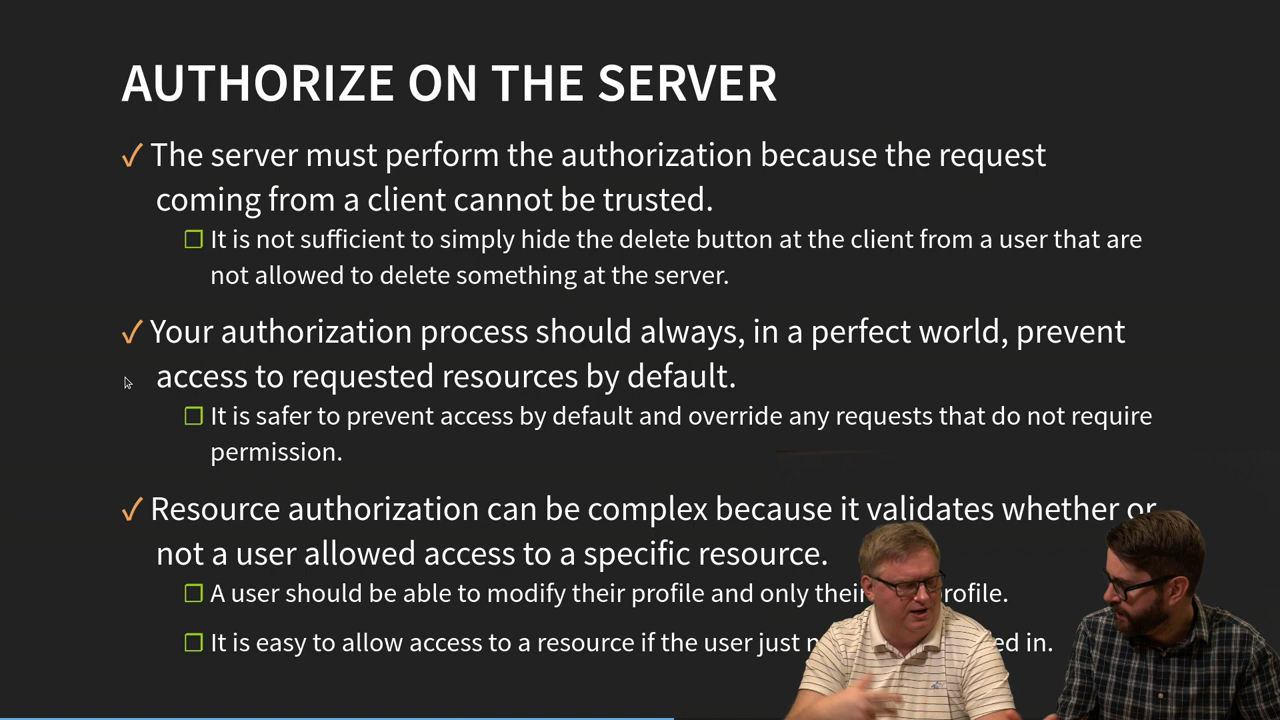 AUTHORIZE ON THE SERVER
✓ The server must perform the authorization because the request
coming from a client cannot be trusted.
❒ It is not sufficient to simply hide the delete button at the client from a user that are
not allowed to delete something at the server.
✓ Your authorization process should always, in a perfect world, prevent
access to requested resources by default.
❒ It is safer to prevent access by default and override any requests that do not require
permission.
✓ Resource authorization can be complex because it validates whether or
not a user allowed access to a specific resource.
❒ A user should be able to modify their profile and only their profile.
❒ It is easy to allow access to a resource if the user just in.